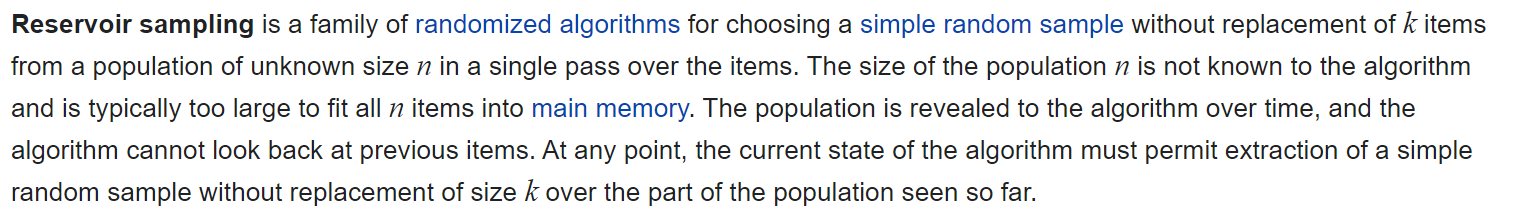 Reservoir sampling is a family of randomized algorithms for choosing a simple random sample without replacement of k items
from a population of unknown size n in a single pass over the items. The size of the population n is not known to the algorithm
and is typically too large to fit all n items into main memory. The population is revealed to the algorithm over time, and the
algorithm cannot look back at previous items. At any point, the current state of the algorithm must permit extraction of a simple
random sample without replacement of size k over the part of the population seen so far.